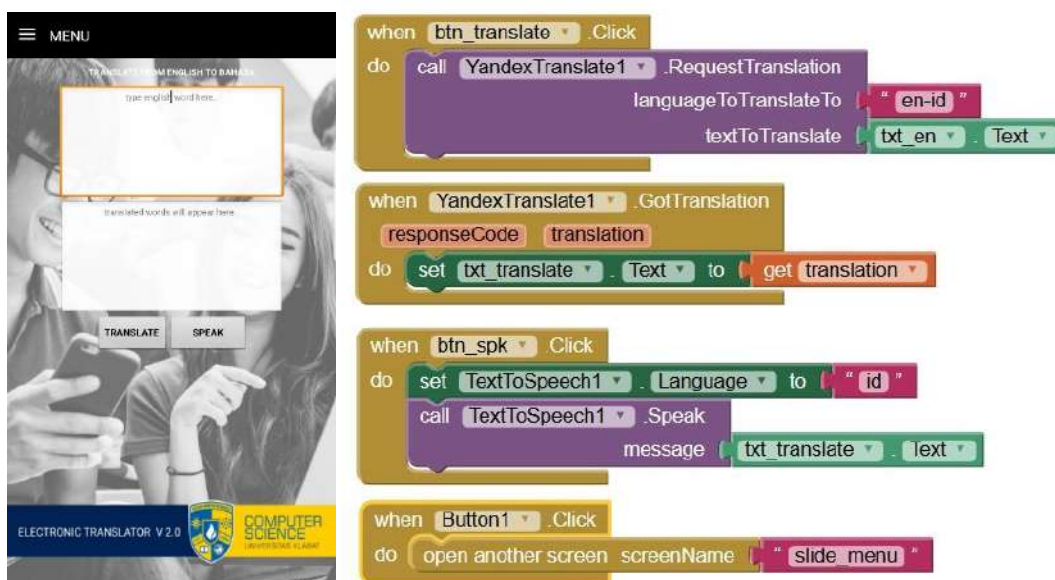 MENU
TRANSLATE FROM ENGLISH TO BAHASA
type english word here..
translated words will appear here
TRANSLATE SPEAK
ELECTRONIC TRANSLATOR V 2.0
COMPUTER
SCIENCE
UNIVERSITAS KLABAT
when btn_translate .Click
do call YandexTranslate1 .RequestTranslation
languageToTranslateTo " en-id "
textToTranslate txt_en . Text
when YandexTranslate1 .GotTranslation
responseCode translation
do set txt_translate . Text to get translation
when btn_spk .Click
do set TextToSpeech1 . Language to " id "
call TextToSpeech1 .Speak
message txt_translate . Text
when Button1 .Click
do open another screen screenName " slide_menu "